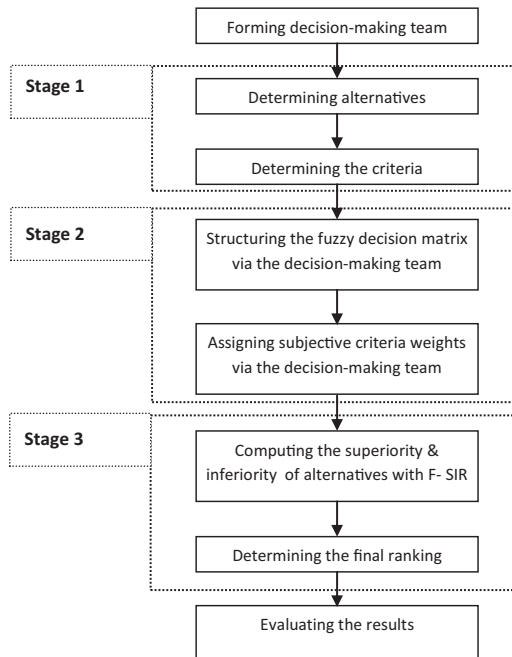 Forming decision-making team
Stage 1
Determining alternatives
Determining the criteria
Stage 2
Structuring the fuzzy decision matrix
via the decision-making team
Assigning subjective criteria weights
via the decision-making team
Stage 3
Computing the superiority &
inferiority of alternatives with F- SIR
Determining the final ranking
Evaluating the results